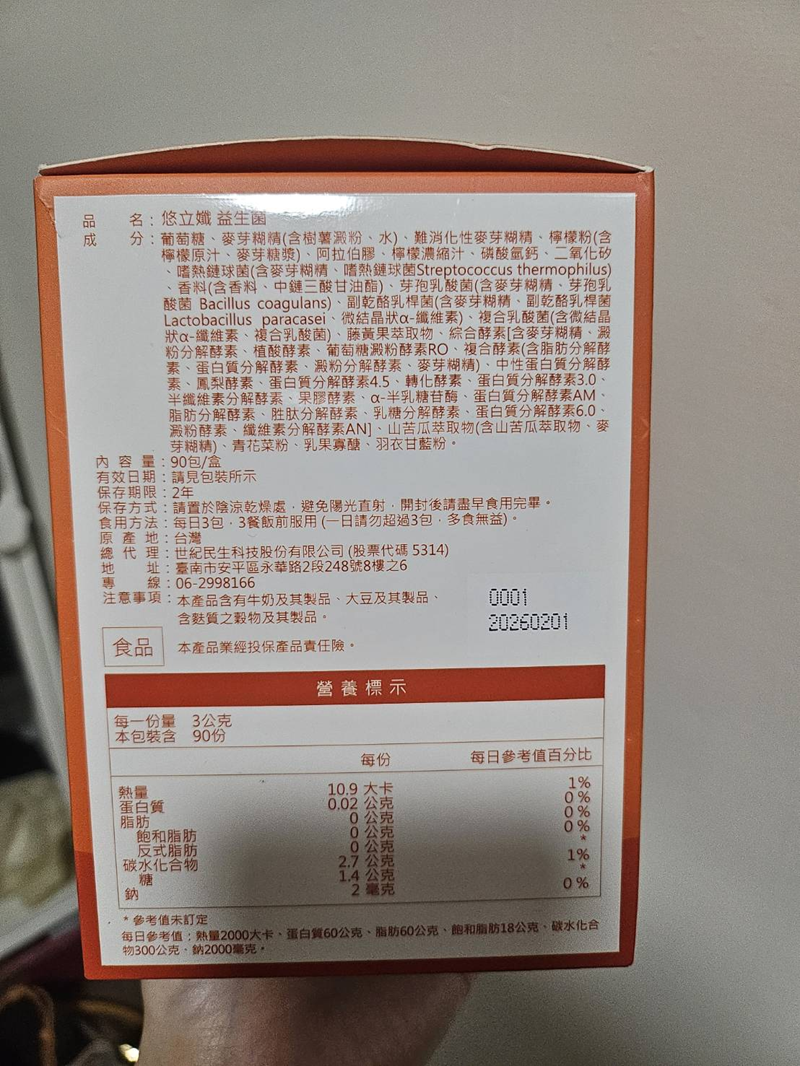 品　　名：悠立孅 益生菌
成　　分：葡萄糖、麥芽糊精(含樹薯澱粉、水)、難消化性麥芽糊精、檸檬粉(含
檸檬原汁、麥芽糖漿)、阿拉伯膠、檸檬濃縮汁、磷酸氫鈣、二氧化矽
、嗜熱鏈球菌(含麥芽糊精、嗜熱鏈球菌Streptococcus thermophilus)
、香料(含香料、中鏈三酸甘油酯)、芽孢乳酸菌(含麥芽糊精、芽孢乳
酸菌 Bacillus coagulans)、副乾酪乳桿菌(含麥芽糊精、副乾酪乳桿菌
Lactobacillus paracasei、微結晶狀α-纖維素)、複合乳酸菌(含微結晶
狀α-纖維素、複合乳酸菌)、藤黃果萃取物、綜合酵素[含麥芽糊精、澱
粉分解酵素、植酸酵素、葡萄糖澱粉酵素RO、複合酵素(含脂肪分解酵
素、蛋白質分解酵素、澱粉分解酵素、麥芽糊精)、中性蛋白質分解酵
素、鳳梨酵素、蛋白質分解酵素4.5、轉化酵素、蛋白質分解酵素3.0、
半纖維素分解酵素、果膠酵素、α-半乳糖苷酶、蛋白質分解酵素AM、
脂肪分解酵素、胜肽分解酵素、乳糖分解酵素、蛋白質分解酵素6.0、
澱粉酵素、纖維素分解酵素AN]、山苦瓜萃取物(含山苦瓜萃取物、麥
芽糊精)、青花菜粉、乳果寡醣、羽衣甘藍粉。
內 容 量：90包/盒
有效日期：請見包裝所示
保存期限：2年
保存方式：請置於陰涼乾燥處，避免陽光直射，開封後請盡早食用完畢。
食用方法：每日3包，3餐飯前服用 (一日請勿超過3包，多食無益)。
原 產 地：台灣
總 代 理：世紀民生科技股份有限公司 (股票代碼 5314)
地　　址：臺南市安平區永華路2段248號8樓之6
專　　線：06-2998166
注意事項：本產品含有牛奶及其製品、大豆及其製品、
含麩質之穀物及其製品。
0001
20260201
食品 本產品業經投保產品責任險。
營養標示
每一份量 3公克
本包裝含 90份
每份 每日參考值百分比
熱量 10.9 大卡 1%
蛋白質 0.02 公克 0%
脂肪 0 公克 0%
飽和脂肪 0 公克 0%
反式脂肪 0 公克 *
碳水化合物 2.7 公克 1%
糖 1.4 公克 *
鈉 2 毫克 0%
* 參考值未訂定
每日參考值：熱量2000大卡、蛋白質60公克、脂肪60公克、飽和脂肪18公克、碳水化合
物300公克、鈉2000毫克。